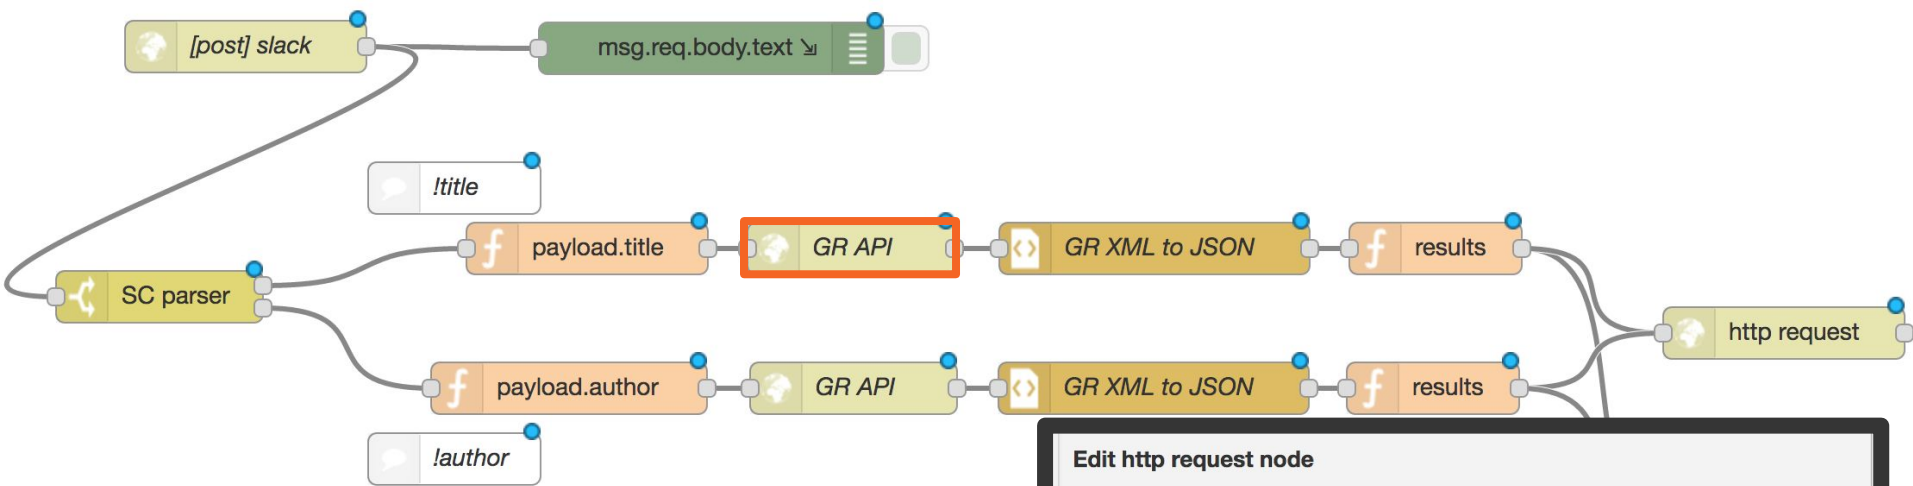 [post] slack
msg.req.body.text
!title
payload.title
GR API
GR XML to JSON
results
SC parser
http request
payload.author
GR API
GR XML to JSON
results
!author
Edit http request node